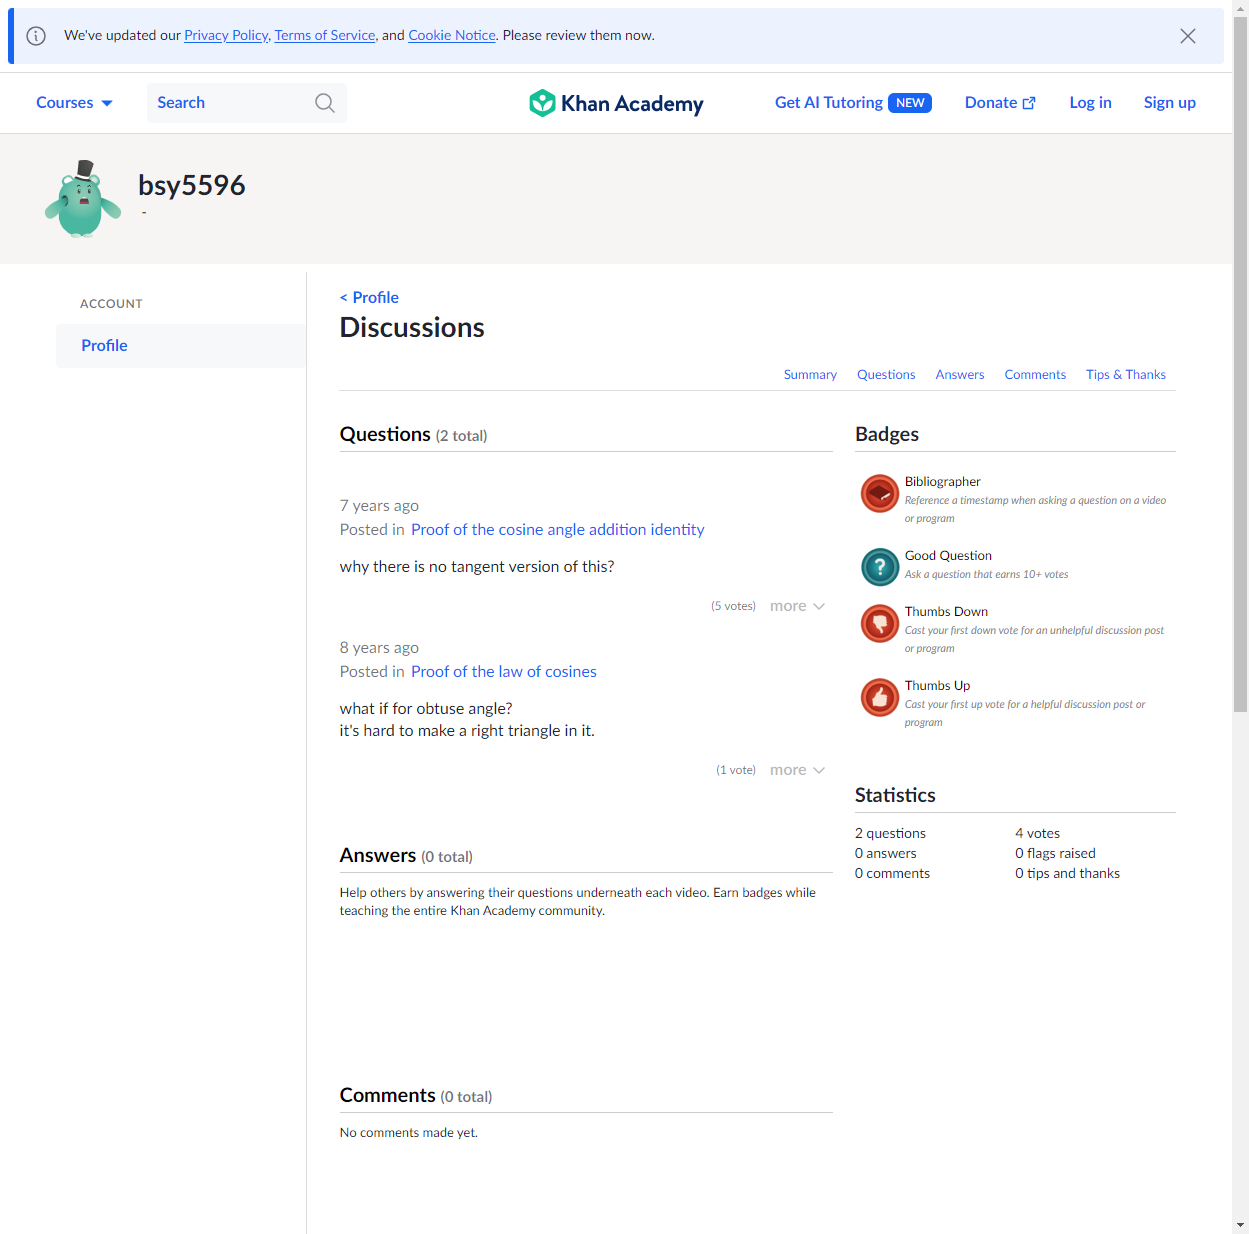 We've updated our Privacy Policy, Terms of Service, and Cookie Notice. Please review them now.
Courses
Search
Khan Academy
Get AI Tutoring NEW
Donate
Log in
Sign up
bsy5596
-
ACCOUNT
Profile
< Profile
Discussions
Summary
Questions
Answers
Comments
Tips & Thanks
Questions (2 total)
7 years ago
Posted in Proof of the cosine angle addition identity
why there is no tangent version of this?
(5 votes) more
8 years ago
Posted in Proof of the law of cosines
what if for obtuse angle?
it's hard to make a right triangle in it.
(1 vote) more
Answers (0 total)
Help others by answering their questions underneath each video. Earn badges while
teaching the entire Khan Academy community.
Comments (0 total)
No comments made yet.
Badges
Bibliographer
Reference a timestamp when asking a question on a video
or program
Good Question
Ask a question that earns 10+ votes
Thumbs Down
Cast your first down vote for an unhelpful discussion post
or program
Thumbs Up
Cast your first up vote for a helpful discussion post or
program
Statistics
2 questions
0 answers
0 comments
4 votes
0 flags raised
0 tips and thanks